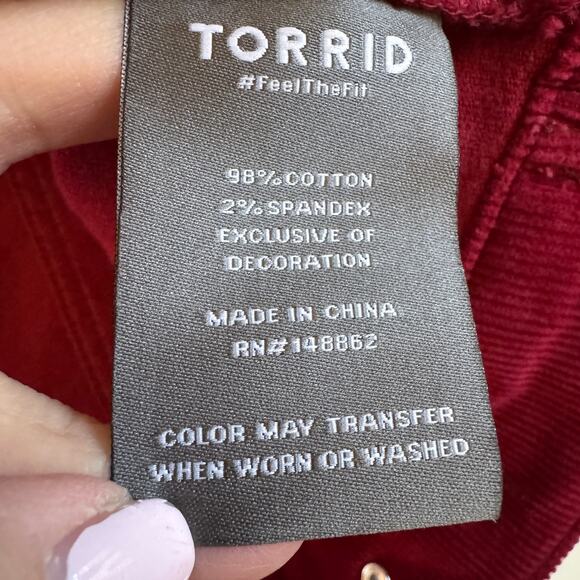 TORRID
#FeelTheFit
98% COTTON
2% SPANDEX
EXCLUSIVE OF
DECORATION
MADE IN CHINA
RN#148862
COLOR MAY TRANSFER
WHEN WORN OR WASHED